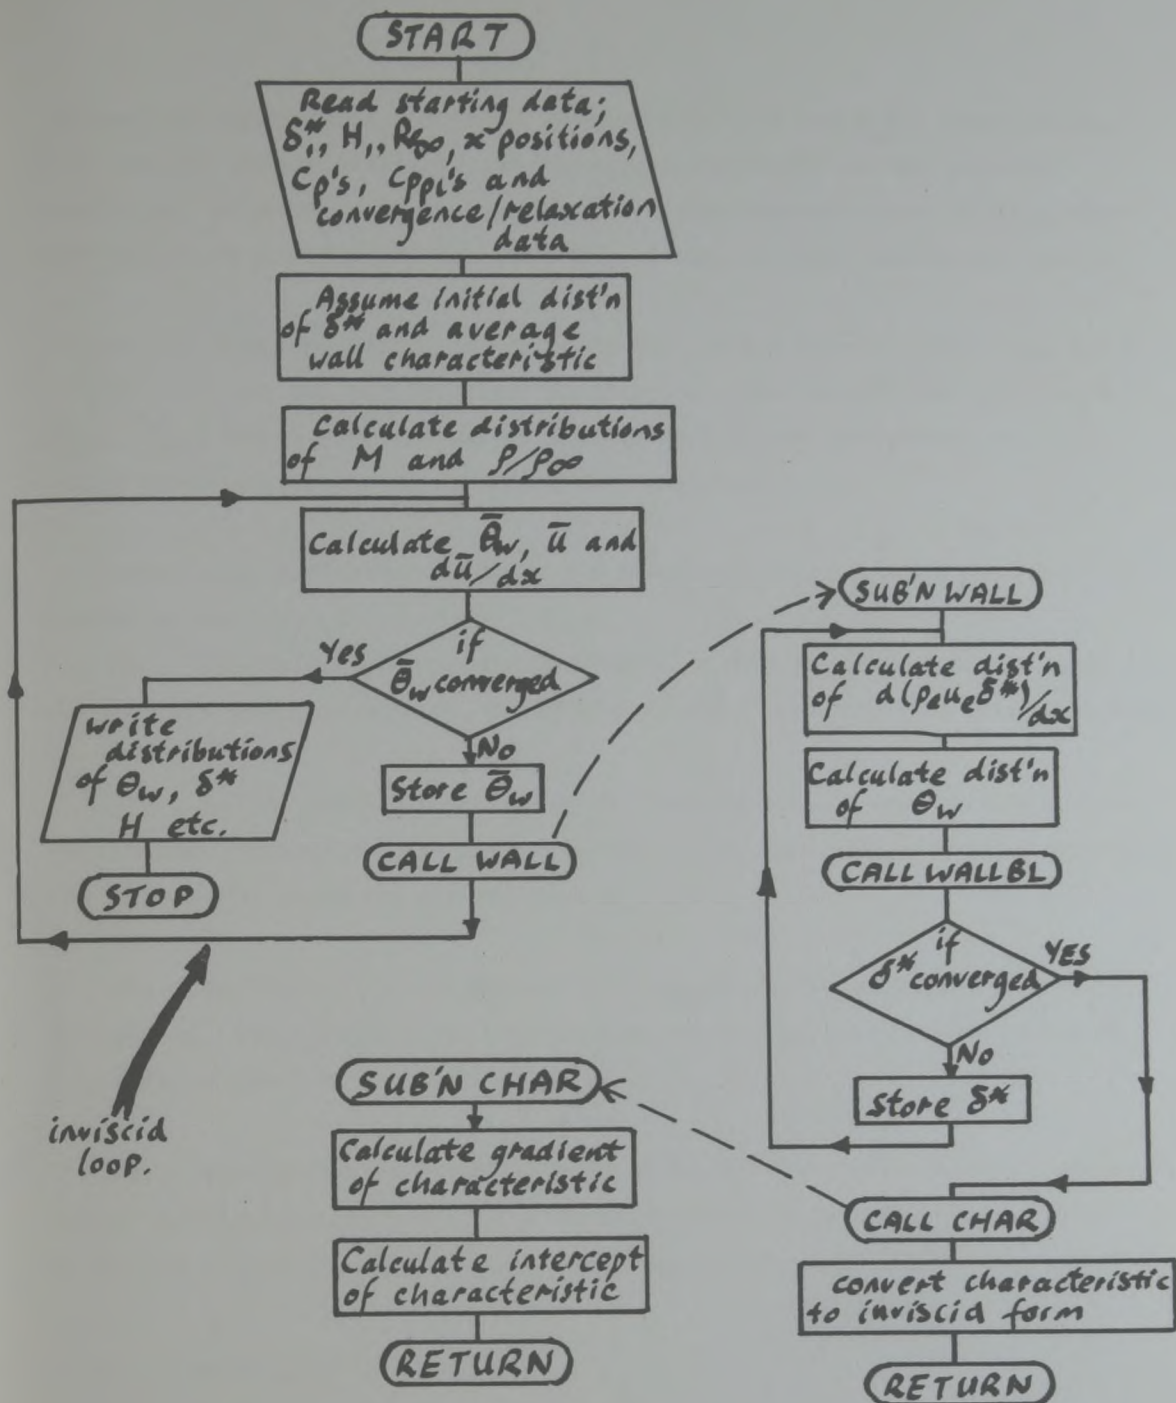 START
Read starting data;
δ*₁, H₁, Re∞, x positions,
Cp's, Cppl's and
convergence/relaxation
data
Assume initial dist'n
of δ* and average
wall characteristic
Calculate distributions
of M and ρ/ρ∞
Calculate θ̄w, ū and
dū/dx
if
θ̄w converged
YES
No
write
distributions
of θw, δ*
H etc.
STOP
Store θ̄w
CALL WALL
inviscid
loop.
SUB'N WALL
Calculate dist'n
of d(ρeueδ*)/dx
Calculate dist'n
of θw
CALL WALLBL
if
δ* converged
YES
No
Store δ*
CALL CHAR
convert characteristic
to inviscid form
RETURN
SUB'N CHAR
Calculate gradient
of characteristic
Calculate intercept
of characteristic
RETURN